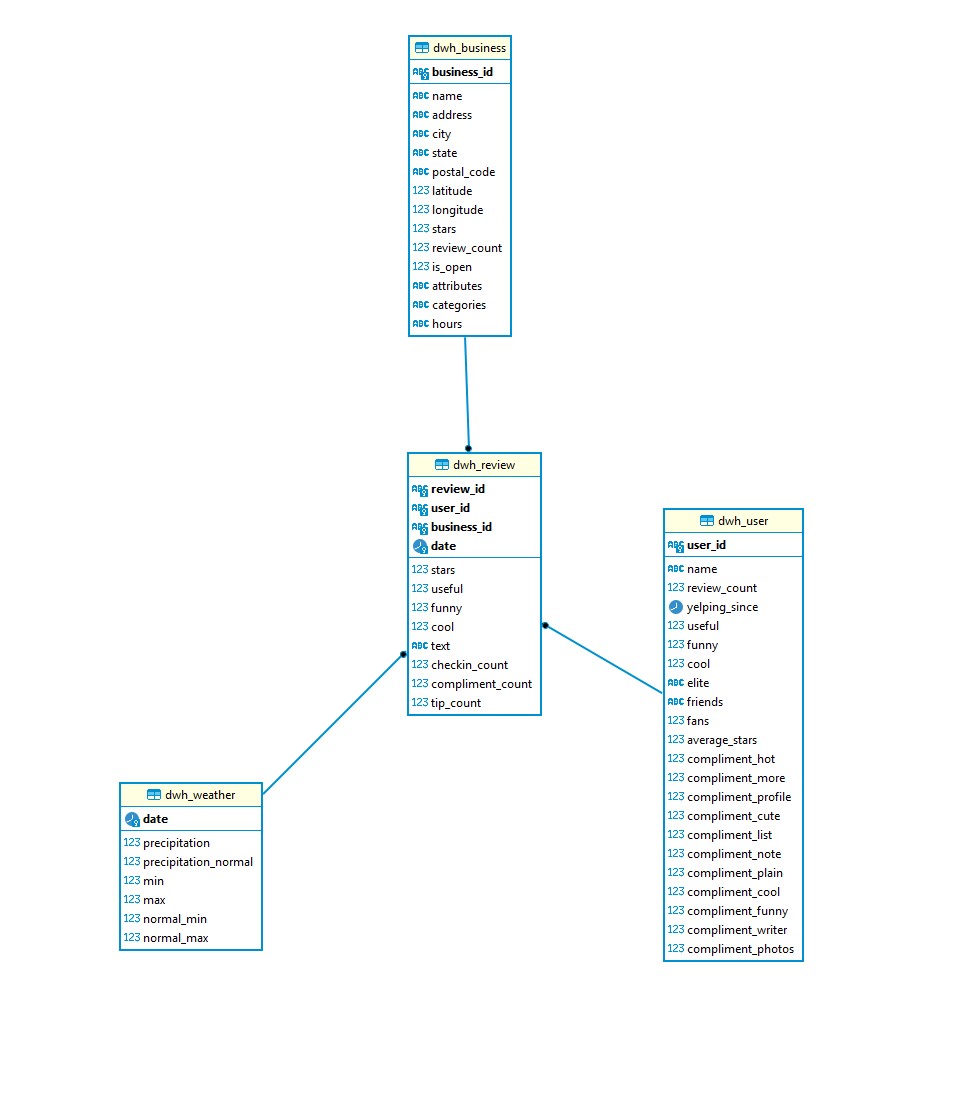 dwh_business
ABC business_id
ABC name
ABC address
ABC city
ABC state
ABC postal_code
123 latitude
123 longitude
123 stars
123 review_count
123 is_open
ABC attributes
ABC categories
ABC hours
dwh_review
ABC review_id
ABC user_id
ABC business_id
date
123 stars
123 useful
123 funny
123 cool
ABC text
123 checkin_count
123 compliment_count
123 tip_count
dwh_user
ABC user_id
ABC name
123 review_count
yelping_since
123 useful
123 funny
123 cool
ABC elite
ABC friends
123 fans
123 average_stars
123 compliment_hot
123 compliment_more
123 compliment_profile
123 compliment_cute
123 compliment_list
123 compliment_note
123 compliment_plain
123 compliment_cool
123 compliment_funny
123 compliment_writer
123 compliment_photos
dwh_weather
date
123 precipitation
123 precipitation_normal
123 min
123 max
123 normal_min
123 normal_max